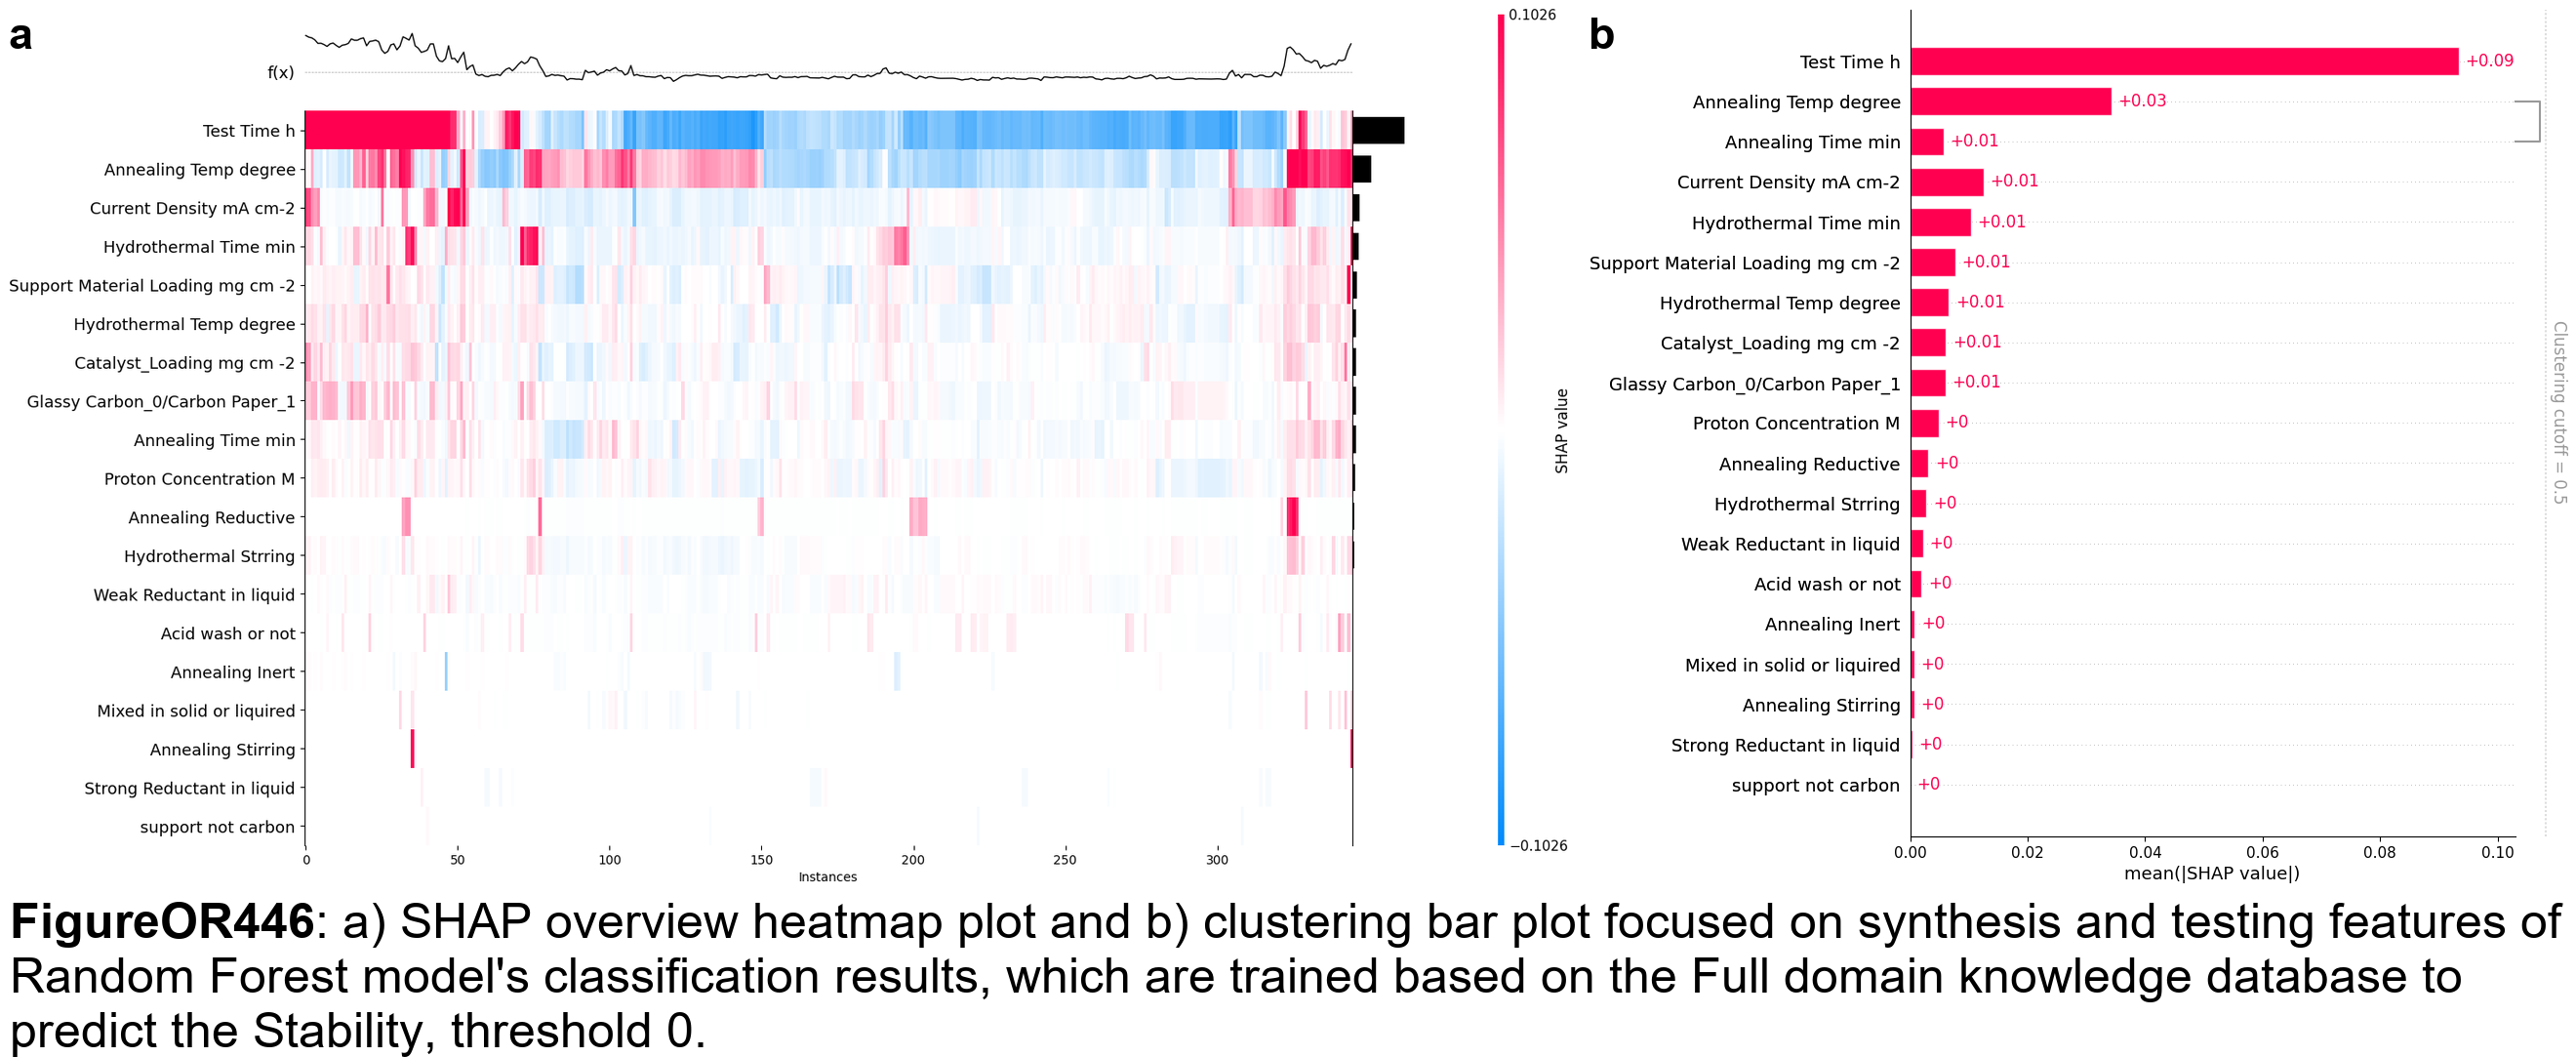 a
f(x)
Test Time h
Annealing Temp degree
Current Density mA cm-2
Hydrothermal Time min
Support Material Loading mg cm -2
Hydrothermal Temp degree
Catalyst_Loading mg cm -2
Glassy Carbon_0/Carbon Paper_1
Annealing Time min
Proton Concentration M
Annealing Reductive
Hydrothermal Strring
Weak Reductant in liquid
Acid wash or not
Annealing Inert
Mixed in solid or liquired
Annealing Stirring
Strong Reductant in liquid
support not carbon
0 50 100 150 200 250 300
Instances
0.1026
SHAP value
−0.1026
b
Test Time h +0.09
Annealing Temp degree +0.03
Annealing Time min +0.01
Current Density mA cm-2 +0.01
Hydrothermal Time min +0.01
Support Material Loading mg cm -2 +0.01
Hydrothermal Temp degree +0.01
Catalyst_Loading mg cm -2 +0.01
Glassy Carbon_0/Carbon Paper_1 +0.01
Proton Concentration M +0
Annealing Reductive +0
Hydrothermal Strring +0
Weak Reductant in liquid +0
Acid wash or not +0
Annealing Inert +0
Mixed in solid or liquired +0
Annealing Stirring +0
Strong Reductant in liquid +0
support not carbon +0
0.00 0.02 0.04 0.06 0.08 0.10
mean(|SHAP value|)
Clustering cutoff = 0.5
FigureOR446: a) SHAP overview heatmap plot and b) clustering bar plot focused on synthesis and testing features of
Random Forest model's classification results, which are trained based on the Full domain knowledge database to
predict the Stability, threshold 0.